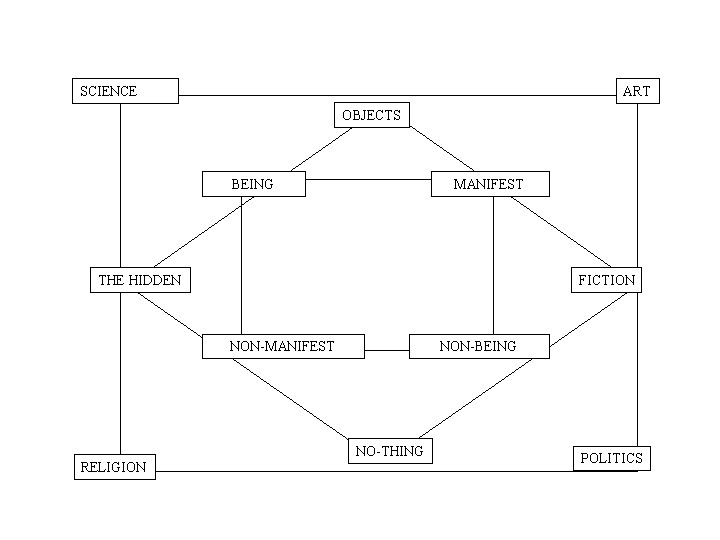 SCIENCE
ART
OBJECTS
BEING
MANIFEST
THE HIDDEN
FICTION
NON-MANIFEST
NON-BEING
NO-THING
RELIGION
POLITICS